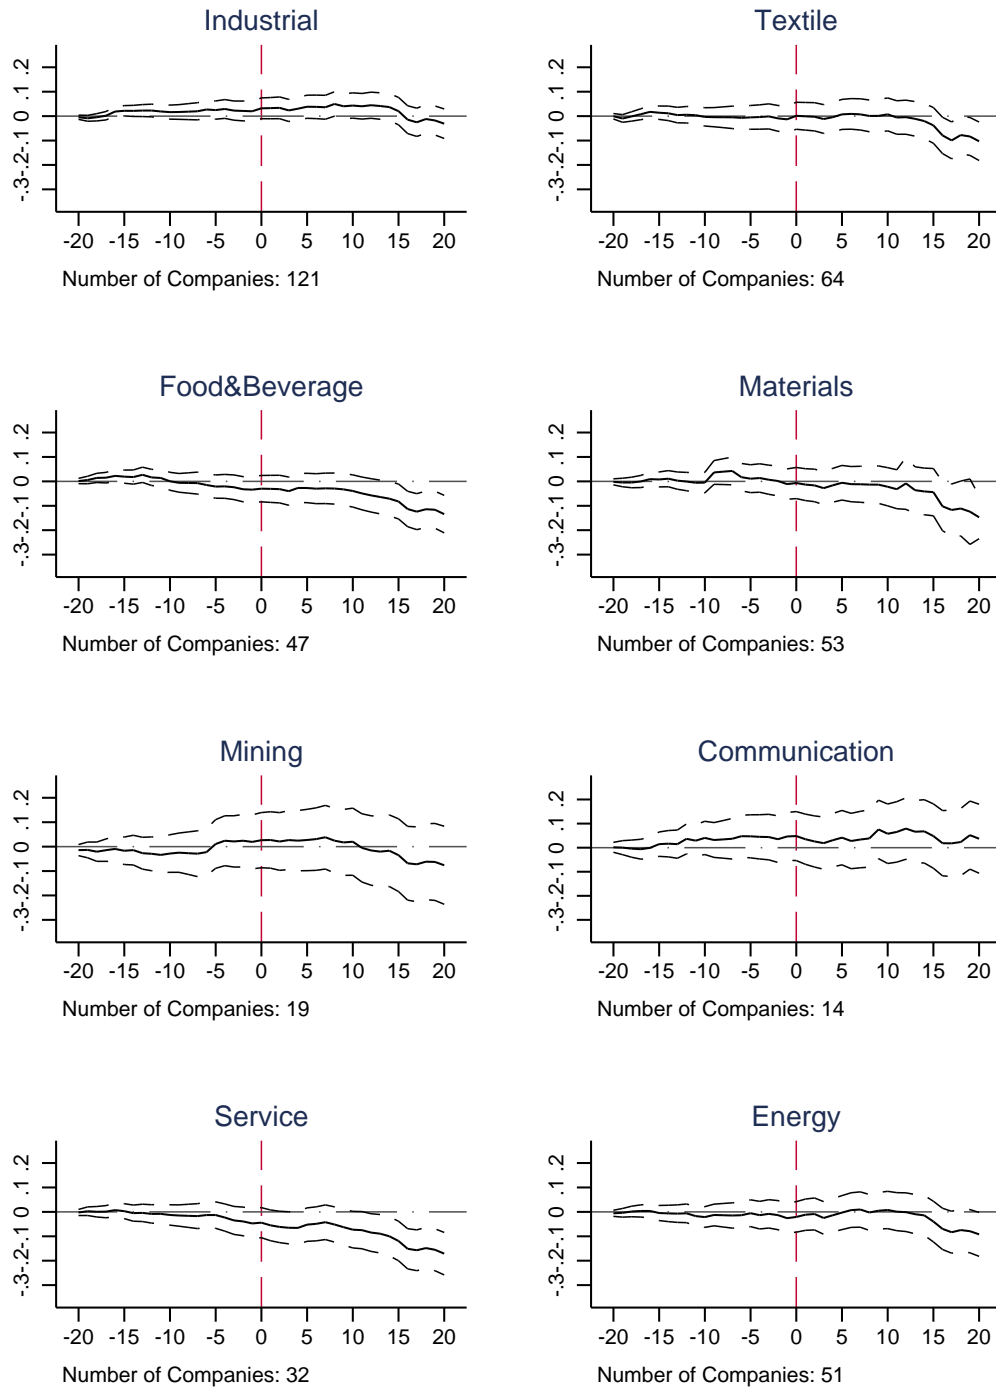 Industrial
-.3-.2-.1 0 .1 .2
-20 -15 -10 -5 0 5 10 15 20
Number of Companies: 121
Textile
-.3-.2-.1 0 .1 .2
-20 -15 -10 -5 0 5 10 15 20
Number of Companies: 64
Food&Beverage
-.3-.2-.1 0 .1 .2
-20 -15 -10 -5 0 5 10 15 20
Number of Companies: 47
Materials
-.3-.2-.1 0 .1 .2
-20 -15 -10 -5 0 5 10 15 20
Number of Companies: 53
Mining
-.3-.2-.1 0 .1 .2
-20 -15 -10 -5 0 5 10 15 20
Number of Companies: 19
Communication
-.3-.2-.1 0 .1 .2
-20 -15 -10 -5 0 5 10 15 20
Number of Companies: 14
Service
-.3-.2-.1 0 .1 .2
-20 -15 -10 -5 0 5 10 15 20
Number of Companies: 32
Energy
-.3-.2-.1 0 .1 .2
-20 -15 -10 -5 0 5 10 15 20
Number of Companies: 51